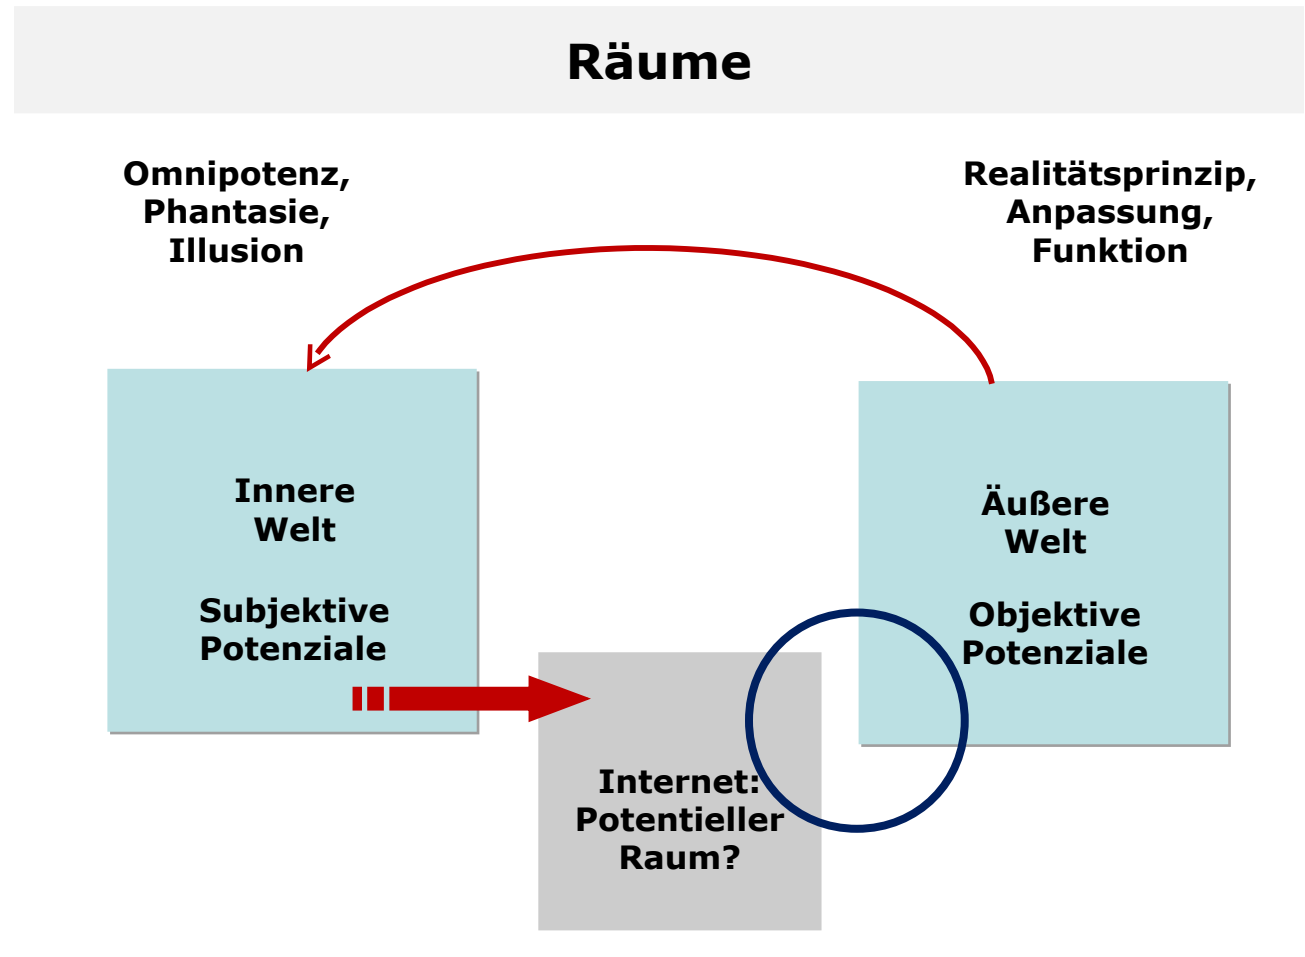 Räume
Omnipotenz,
Phantasie,
Illusion
Realitätsprinzip,
Anpassung,
Funktion
Innere
Welt
Subjektive
Potenziale
Äußere
Welt
Objektive
Potenziale
Internet:
Potentieller
Raum?